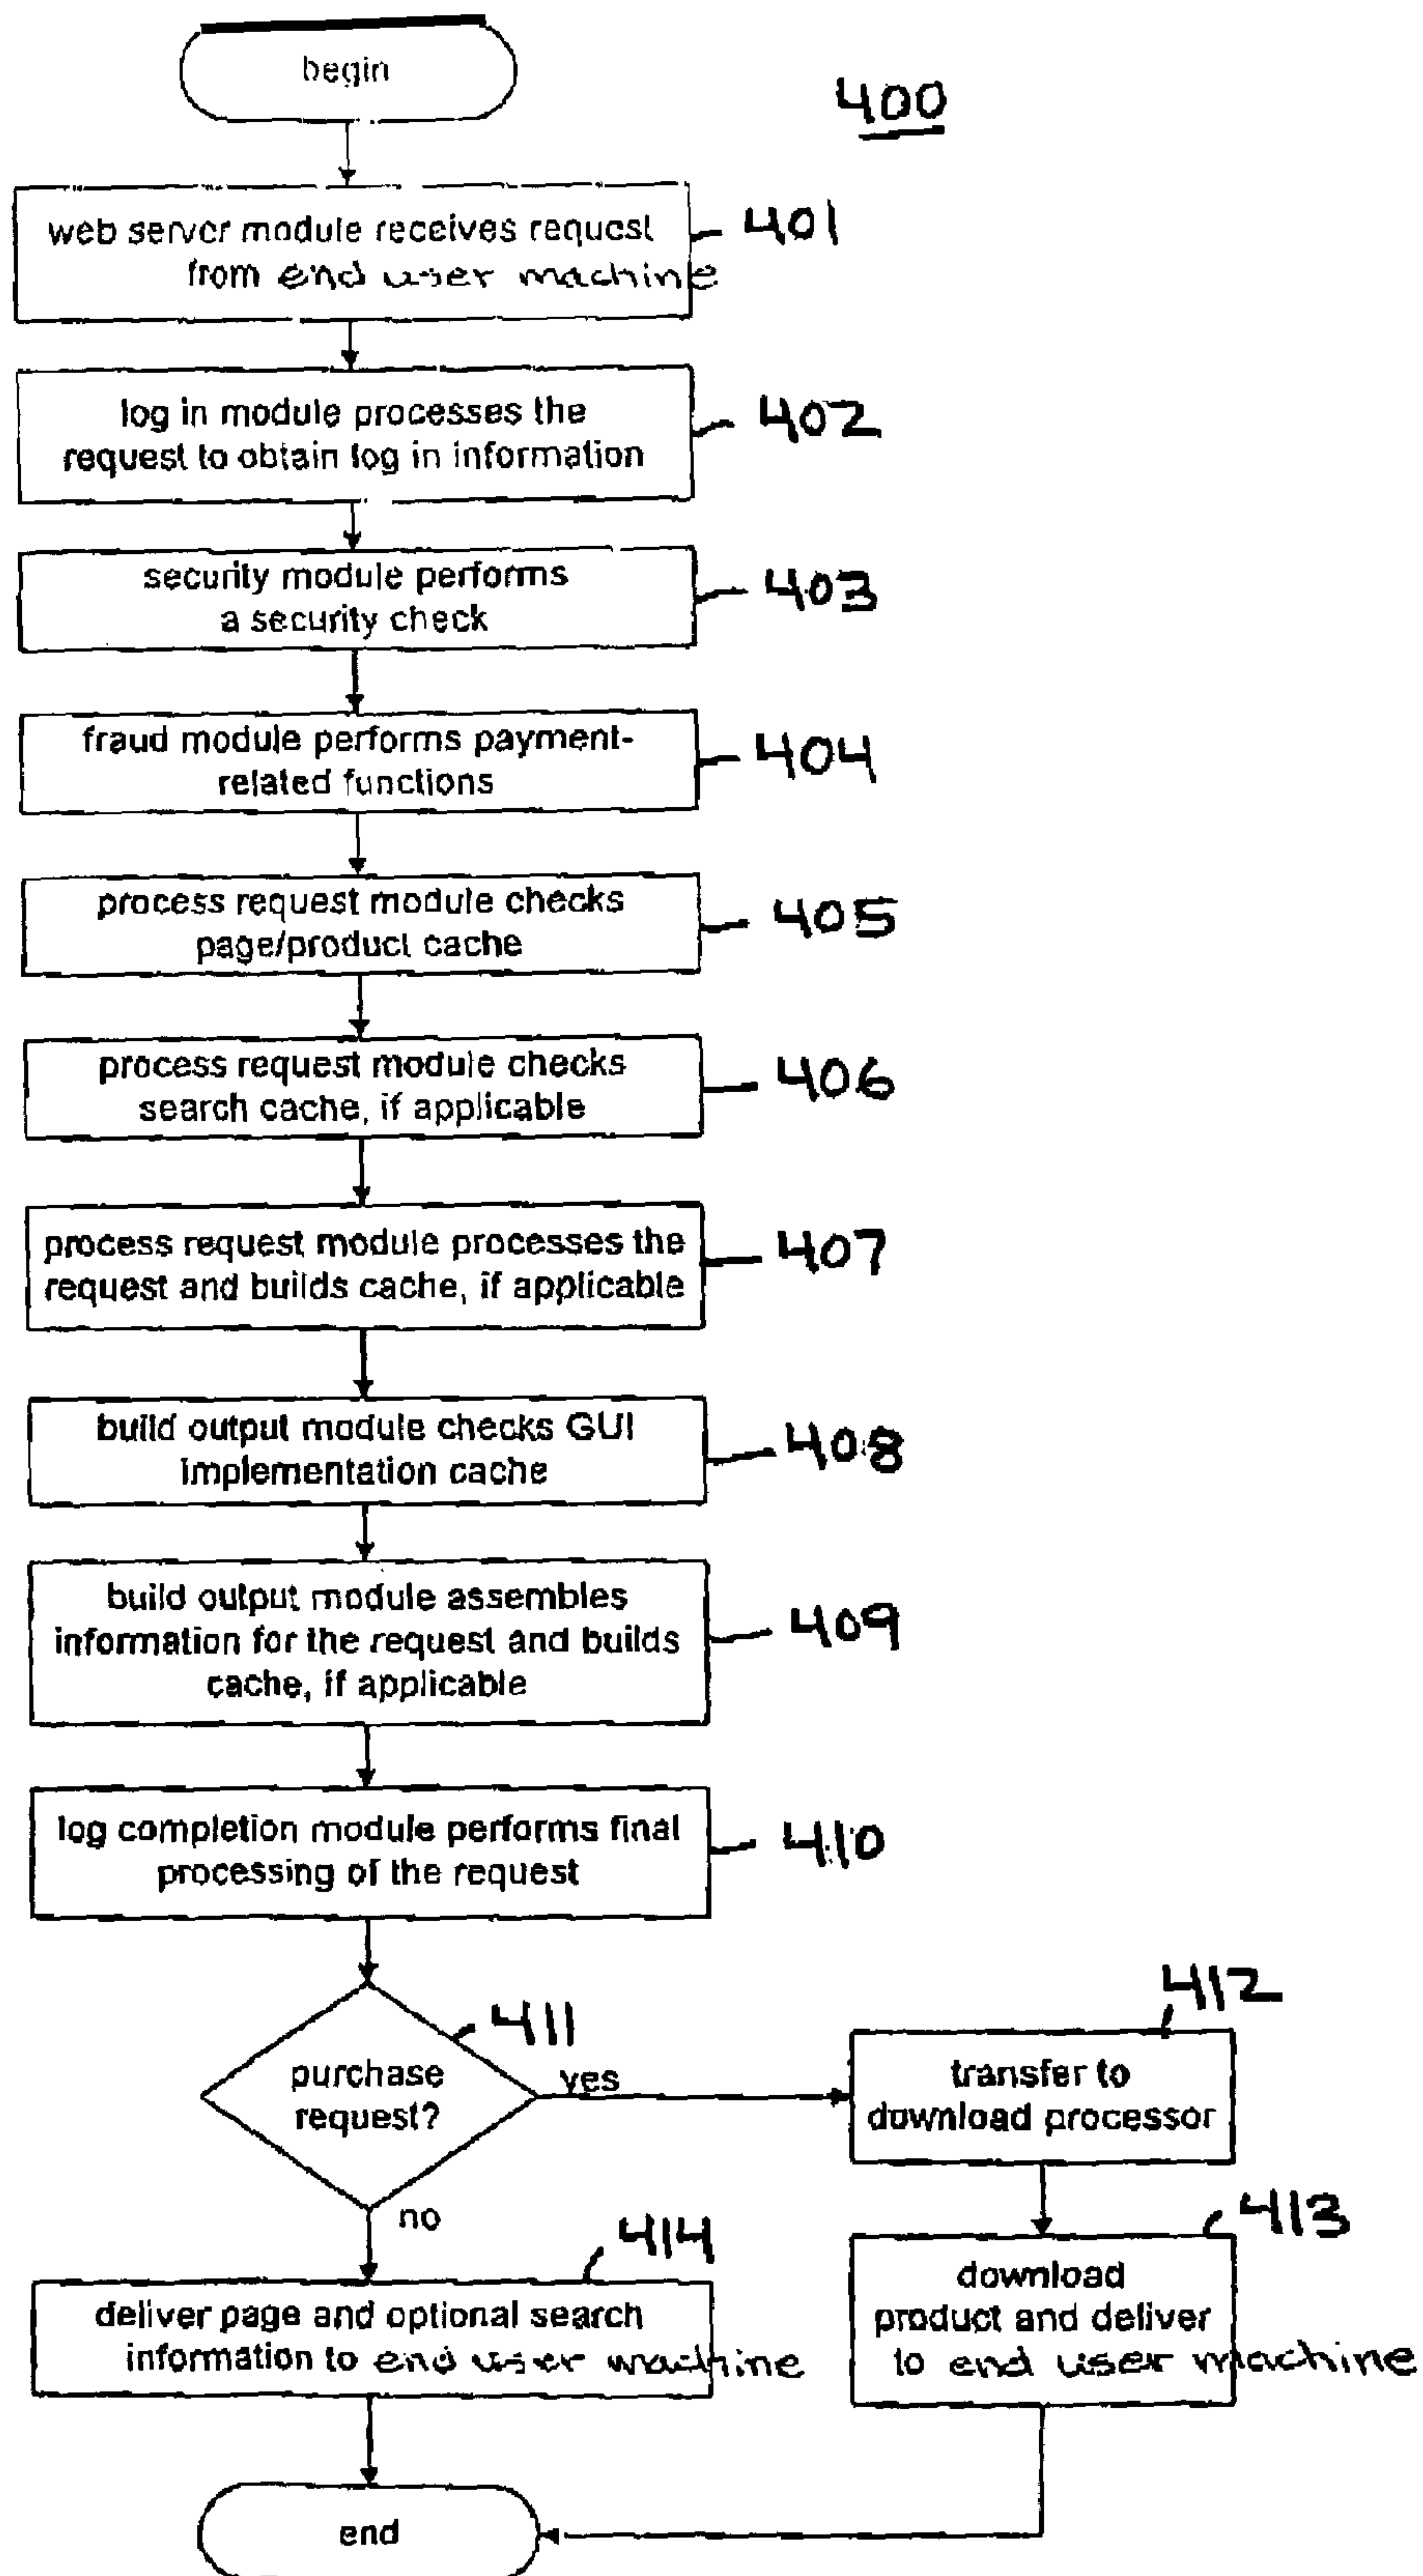 begin
400
web server module receives request
from end user machine
401
log in module processes the
request to obtain log in information
402
security module performs
a security check
403
fraud module performs payment-
related functions
404
process request module checks
page/product cache
405
process request module checks
search cache, if applicable
406
process request module processes the
request and builds cache, if applicable
407
build output module checks GUI
implementation cache
408
build output module assembles
information for the request and builds
cache, if applicable
409
log completion module performs final
processing of the request
410
purchase
request?
411
yes
no
412
transfer to
download processor
413
download
product and deliver
to end user machine
414
deliver page and optional search
information to end user machine
end